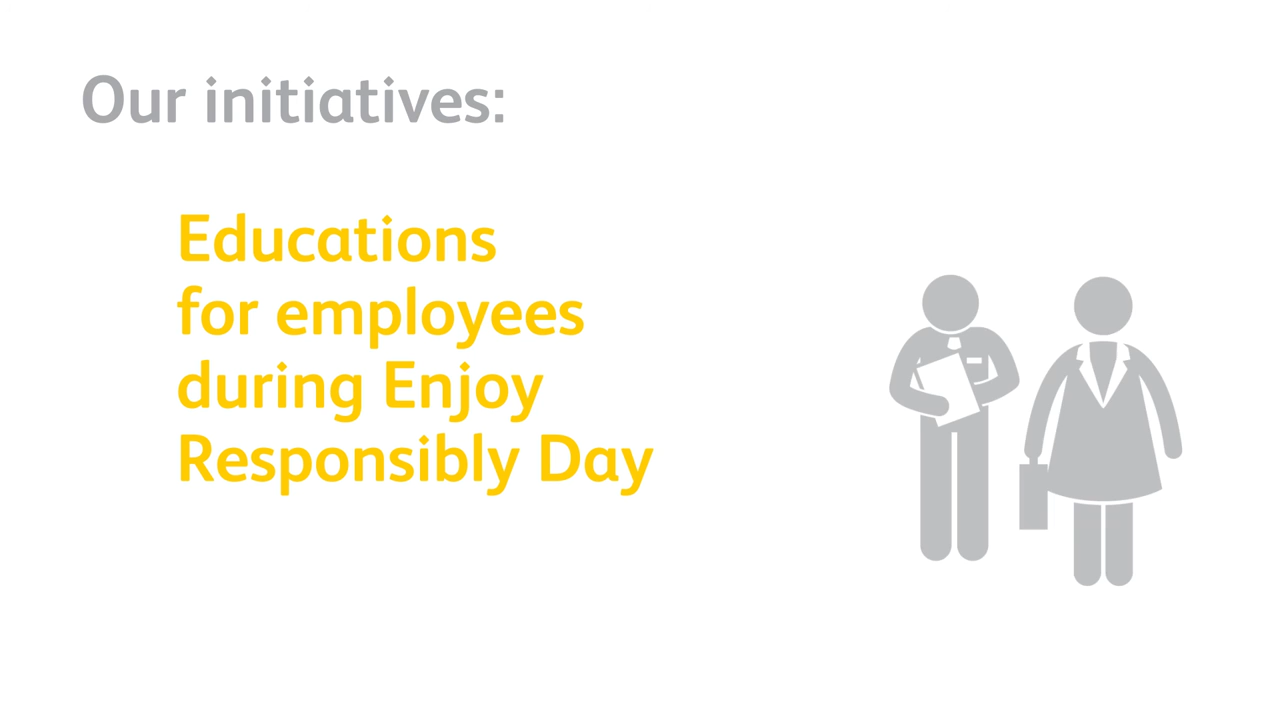 Our initiatives:
Educations
for employees
during Enjoy
Responsibly Day